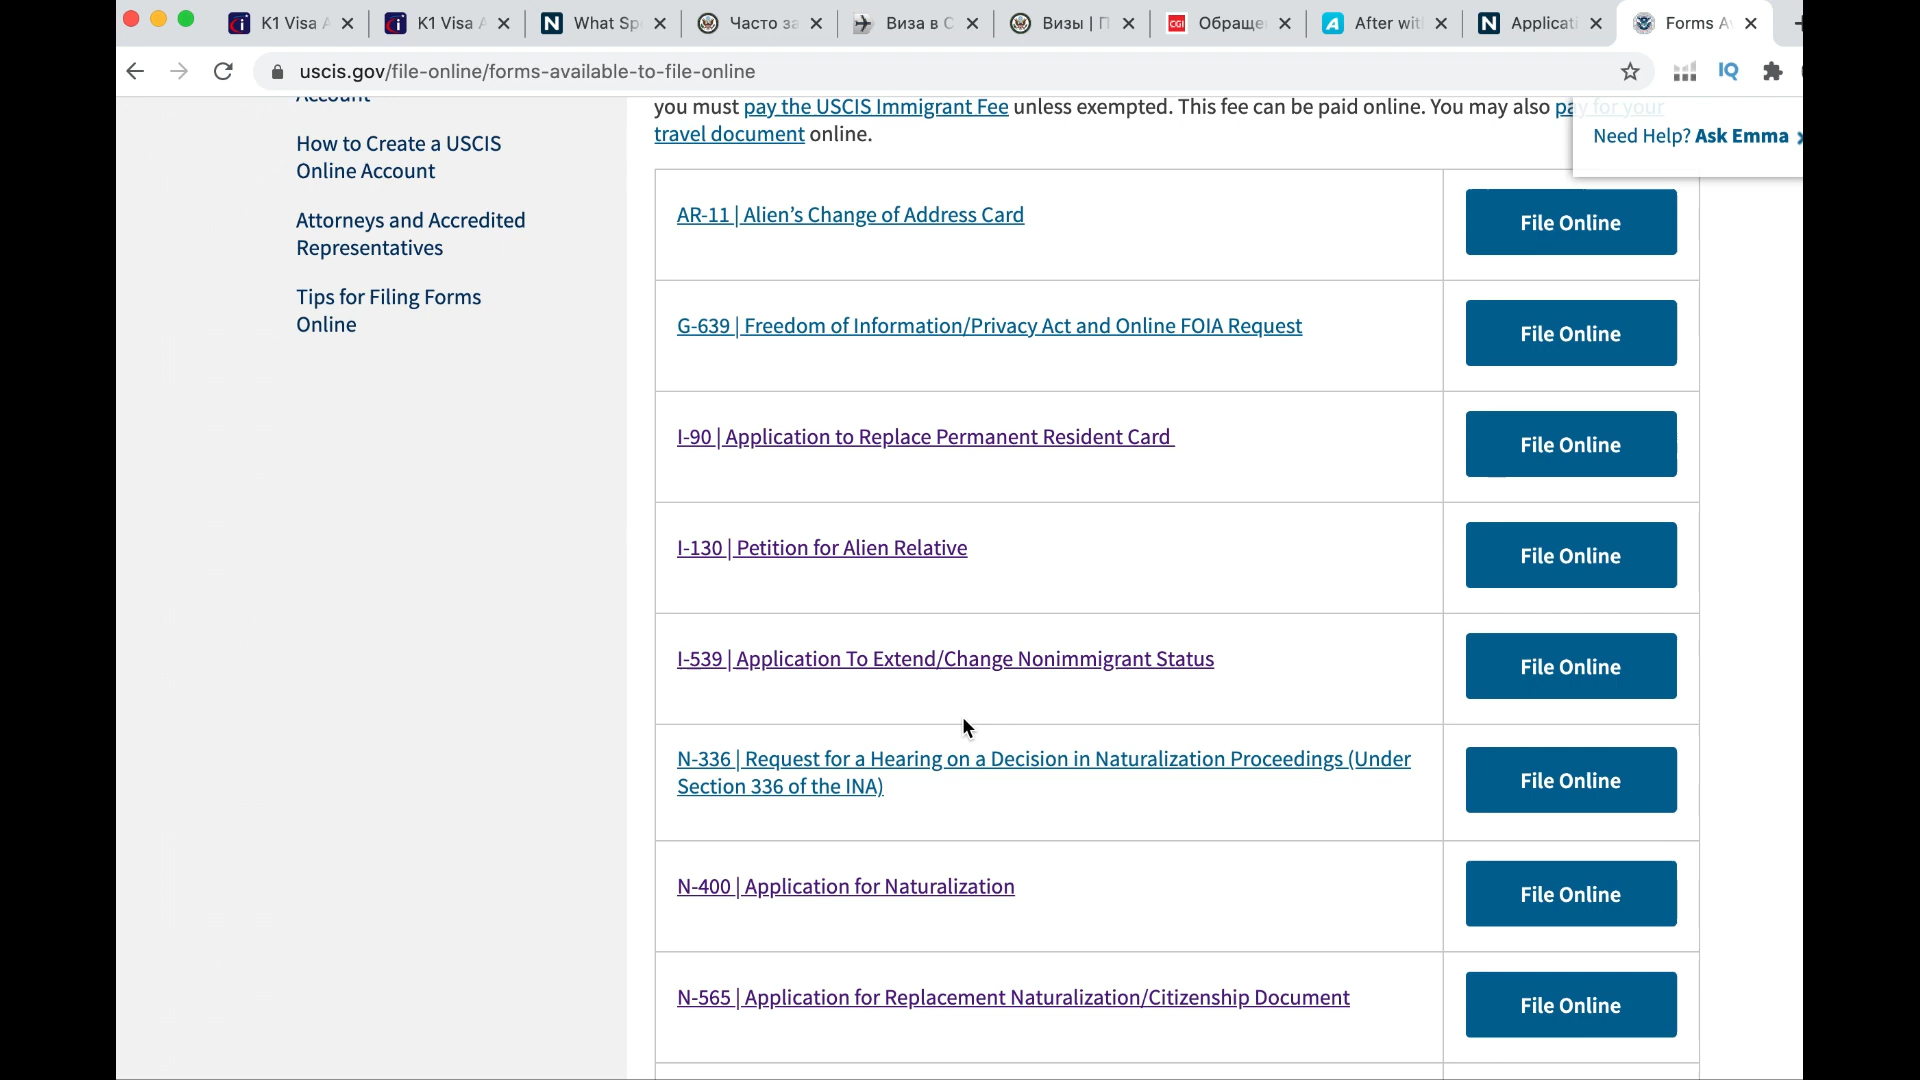 K1 Visa A
K1 Visa A
What Sp
Часто за
Виза в С
Визы | П
CGI
Обраще
After wit
Applicati
Forms Av
uscis.gov/file-online/forms-available-to-file-online
IQ
Account
How to Create a USCIS
Online Account
Attorneys and Accredited
Representatives
Tips for Filing Forms
Online
you must pay the USCIS Immigrant Fee unless exempted. This fee can be paid online. You may also pay for your
travel document online.
Need Help? Ask Emma
AR-11 | Alien’s Change of Address Card
File Online
G-639 | Freedom of Information/Privacy Act and Online FOIA Request
File Online
I-90 | Application to Replace Permanent Resident Card
File Online
I-130 | Petition for Alien Relative
File Online
I-539 | Application To Extend/Change Nonimmigrant Status
File Online
N-336 | Request for a Hearing on a Decision in Naturalization Proceedings (Under
Section 336 of the INA)
File Online
N-400 | Application for Naturalization
File Online
N-565 | Application for Replacement Naturalization/Citizenship Document
File Online